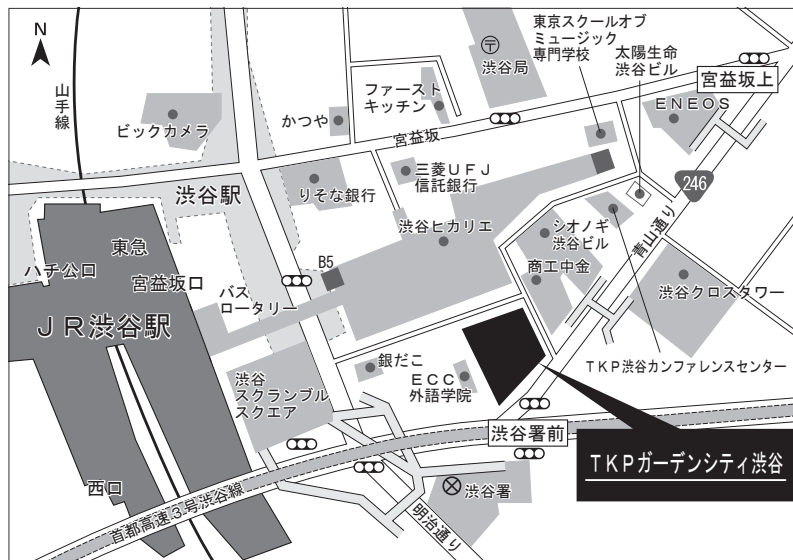 N
山手線
ビックカメラ
かつや
ファースト
キッチン
〒
渋谷局
東京スクールオブ
ミュージック
専門学校
太陽生命
渋谷ビル
宮益坂上
ENEOS
246
宮益坂
渋谷駅
りそな銀行
三菱UFJ
信託銀行
渋谷ヒカリエ
シオノギ
渋谷ビル
商工中金
青山通り
渋谷クロスタワー
TKP渋谷カンファレンスセンター
東急
ハチ公口
宮益坂口
JR渋谷駅
バス
ロータリー
B5
渋谷
スクランブル
スクエア
銀だこ
ECC
外語学院
渋谷署前
TKPガーデンシティ渋谷
西口
首都高速3号渋谷線
渋谷署
明治通り